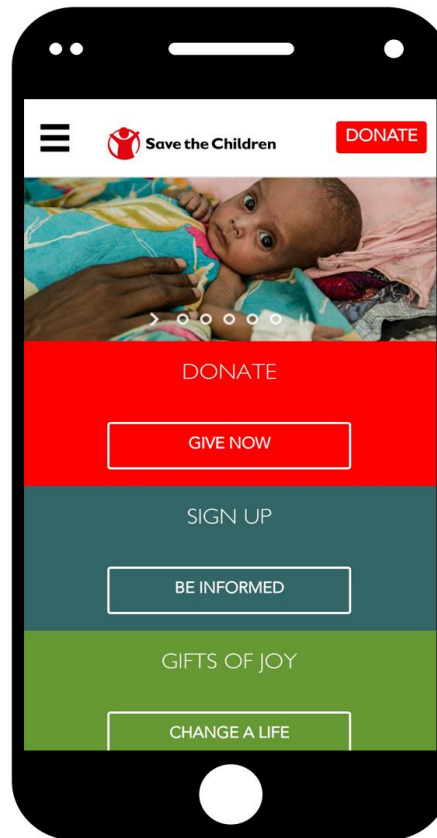 Save the Children
DONATE
DONATE
GIVE NOW
SIGN UP
BE INFORMED
GIFTS OF JOY
CHANGE A LIFE